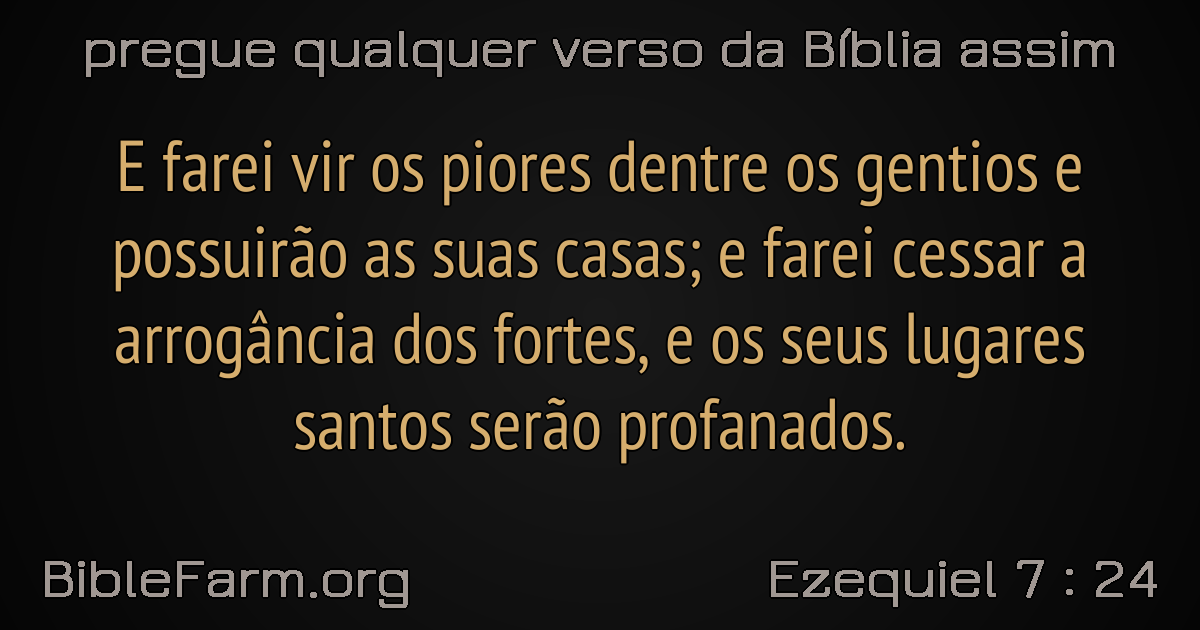 pregue qualquer verso da Bíblia assim
E farei vir os piores dentre os gentios e
possuirão as suas casas; e farei cessar a
arrogância dos fortes, e os seus lugares
santos serão profanados.
BibleFarm.org
Ezequiel 7 : 24